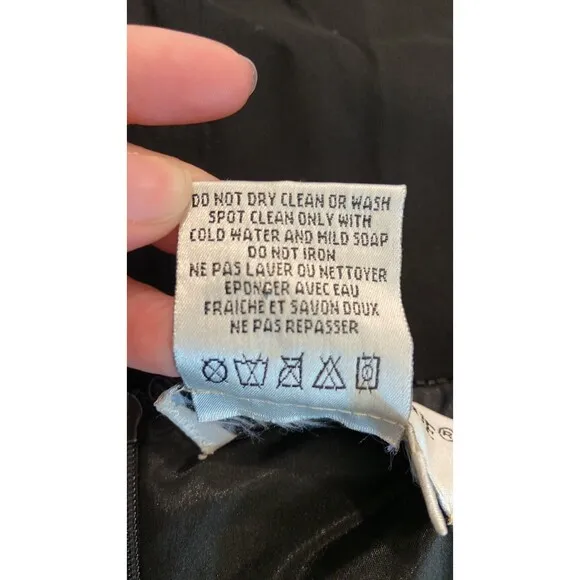 DO NOT DRY CLEAN OR WASH
SPOT CLEAN ONLY WITH
COLD WATER AND MILD SOAP
DO NOT IRON
NE PAS LAVER OU NETTOYER
EPONGER AVEC EAU
FRAICHE ET SAVON DOUX
NE PAS REPASSER